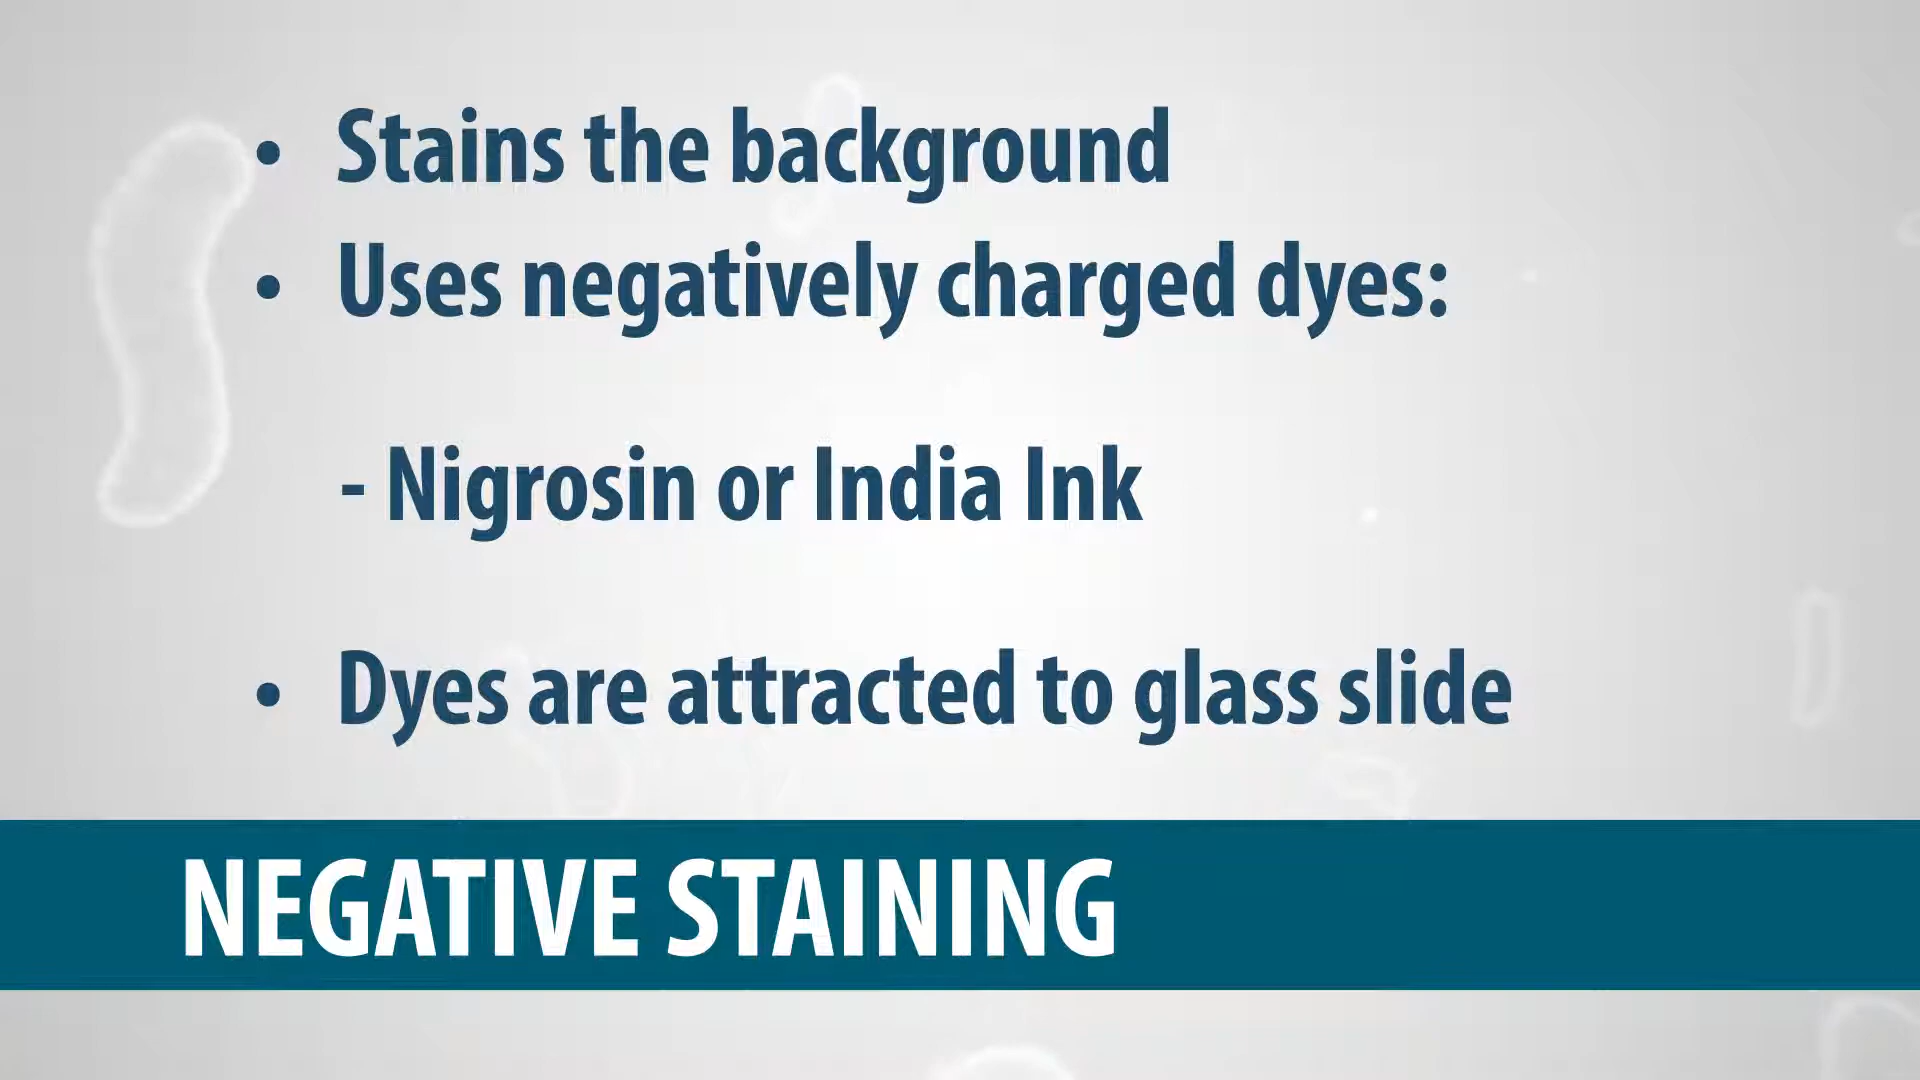 • Stains the background
• Uses negatively charged dyes:
- Nigrosin or India Ink
• Dyes are attracted to glass slide
NEGATIVE STAINING